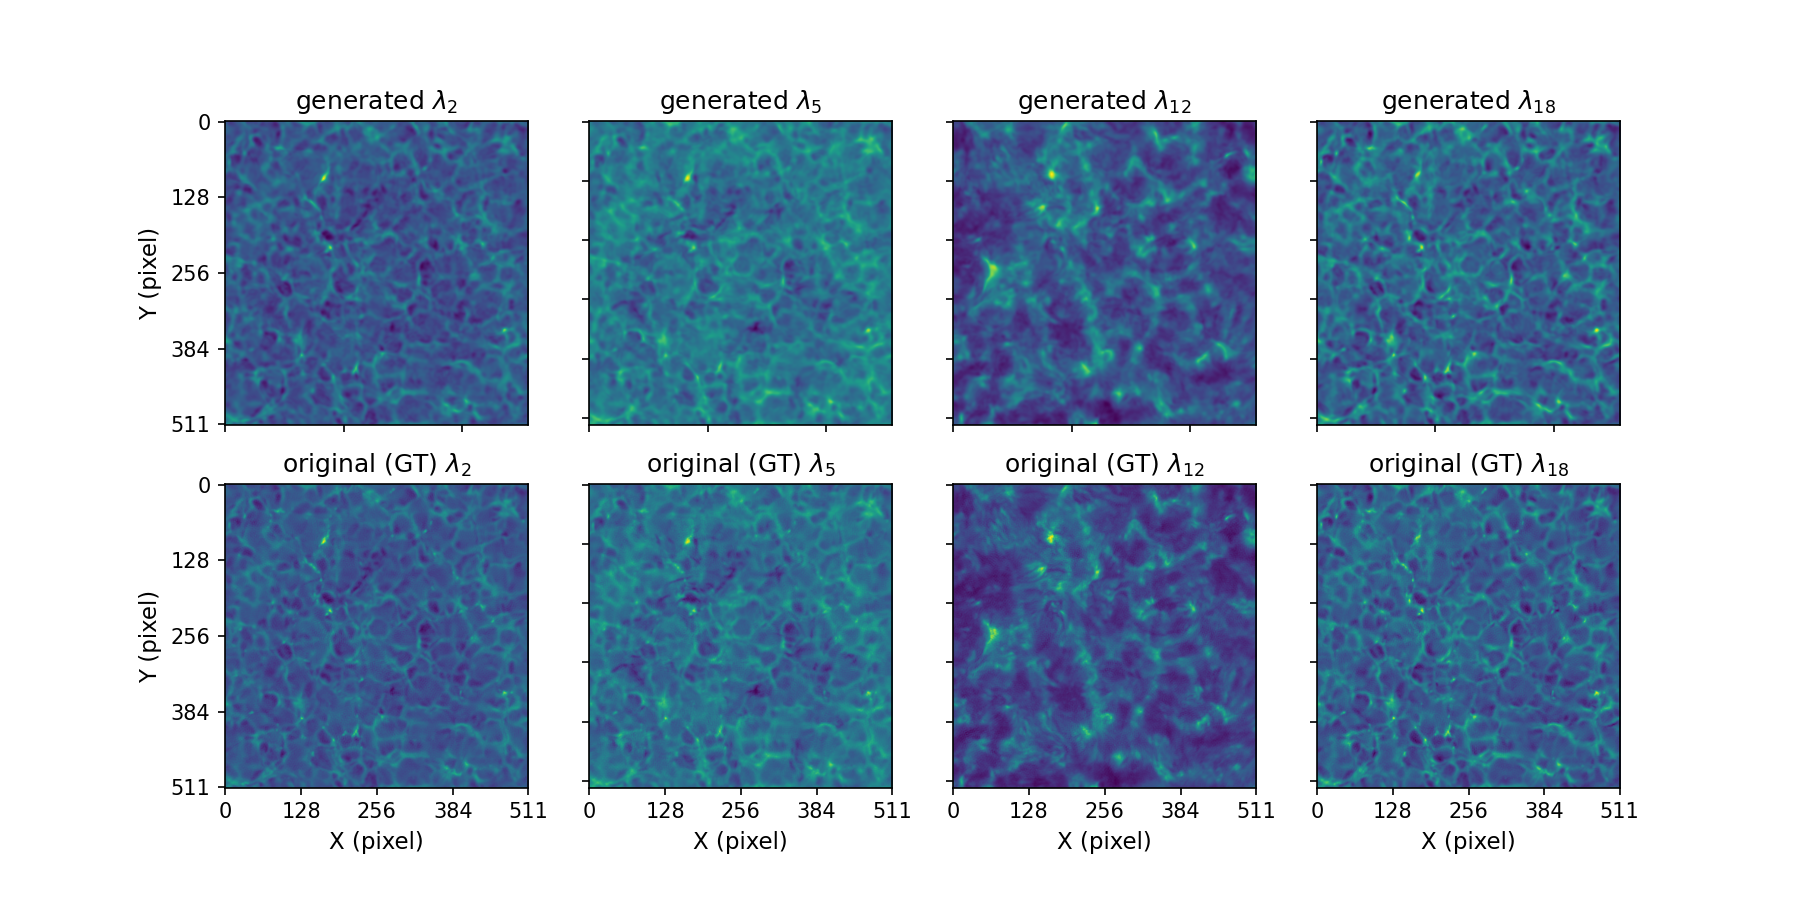 generated λ₂ generated λ₅ generated λ₁₂ generated λ₁₈
0
128
256
384
511
Y (pixel)
original (GT) λ₂ original (GT) λ₅ original (GT) λ₁₂ original (GT) λ₁₈
0
128
256
384
511
Y (pixel)
0 128 256 384 511 0 128 256 384 511 0 128 256 384 511 0 128 256 384 511
X (pixel) X (pixel) X (pixel) X (pixel)